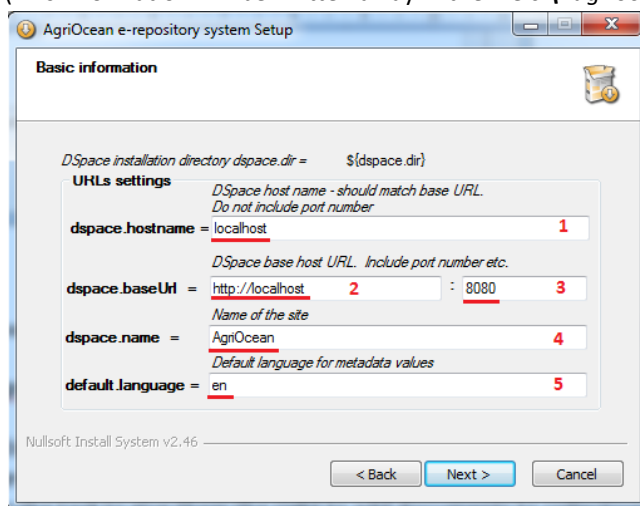 AgriOcean e-repository system Setup
Basic information
DSpace installation directory dspace.dir = ${dspace.dir}
URLs settings
DSpace host name - should match base URL.
Do not include port number
dspace.hostname = localhost 1
DSpace base host URL. Include port number etc.
dspace.baseUrl = http://localhost 2 : 8080 3
Name of the site
dspace.name = AgriOcean 4
Default language for metadata values
default.language = en 5
Nullsoft Install System v2.46
< Back Next > Cancel